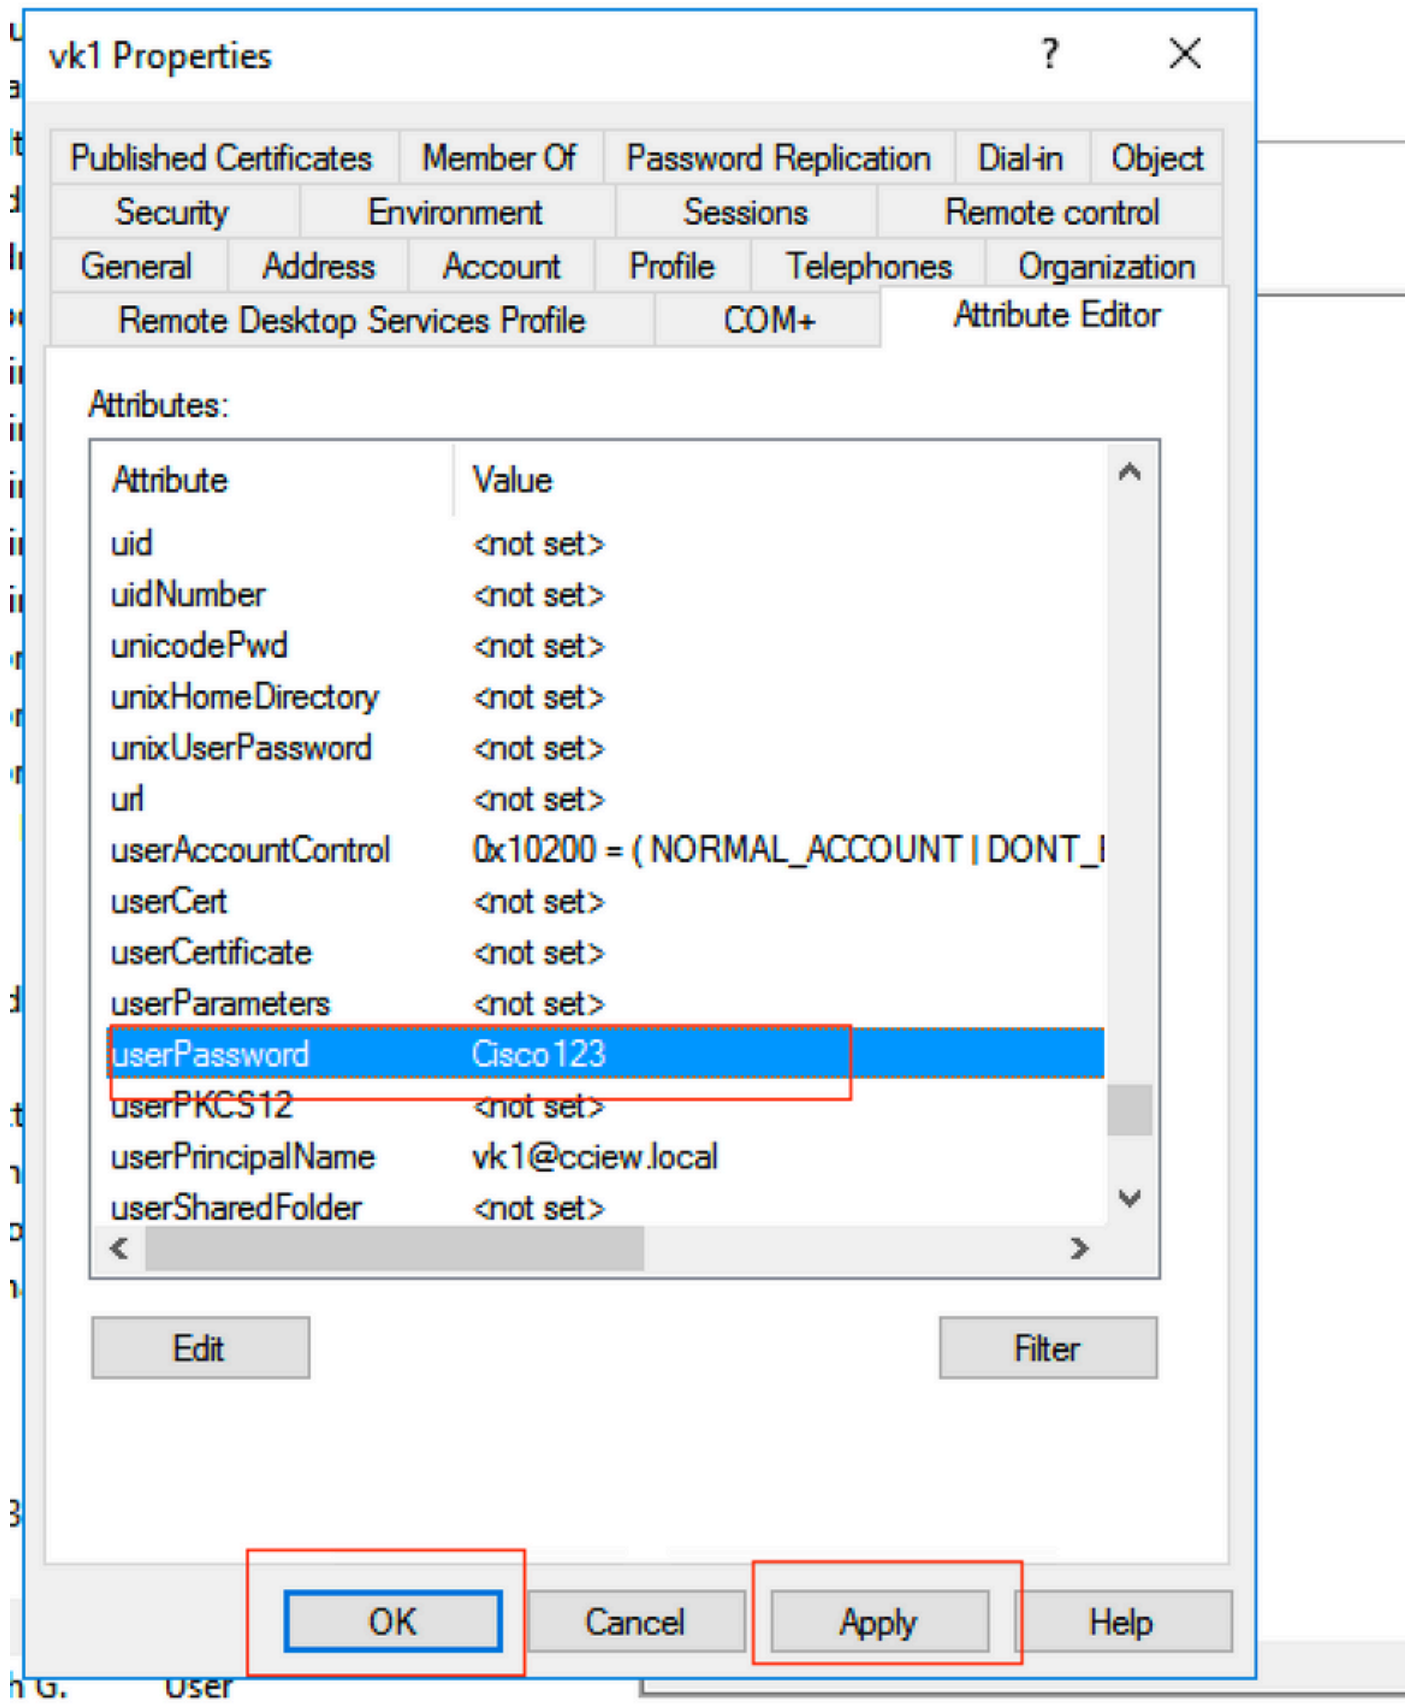 vk1 Properties ?
Published Certificates Member Of Password Replication Dial-in Object
Security Environment Sessions Remote control
General Address Account Profile Telephones Organization
Remote Desktop Services Profile COM+ Attribute Editor
Attributes:
Attribute Value
uid <not set>
uidNumber <not set>
unicodePwd <not set>
unixHomeDirectory <not set>
unixUserPassword <not set>
url <not set>
userAccountControl 0x10200 = ( NORMAL_ACCOUNT | DONT_
userCert <not set>
userCertificate <not set>
userParameters <not set>
userPassword Cisco123
userPKCS12 <not set>
userPrincipalName vk1@cciew.local
userSharedFolder <not set>
Edit Filter
OK Cancel Apply Help
G. User